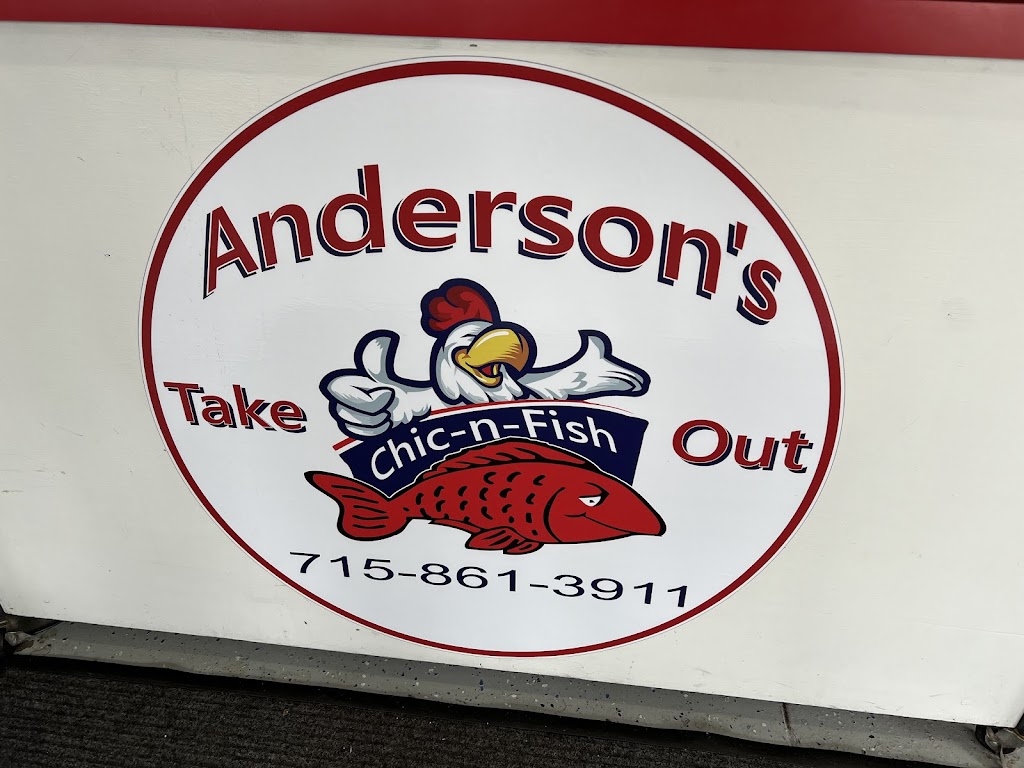 Anderson's
Take Out
Chic-n-Fish
715-861-3911